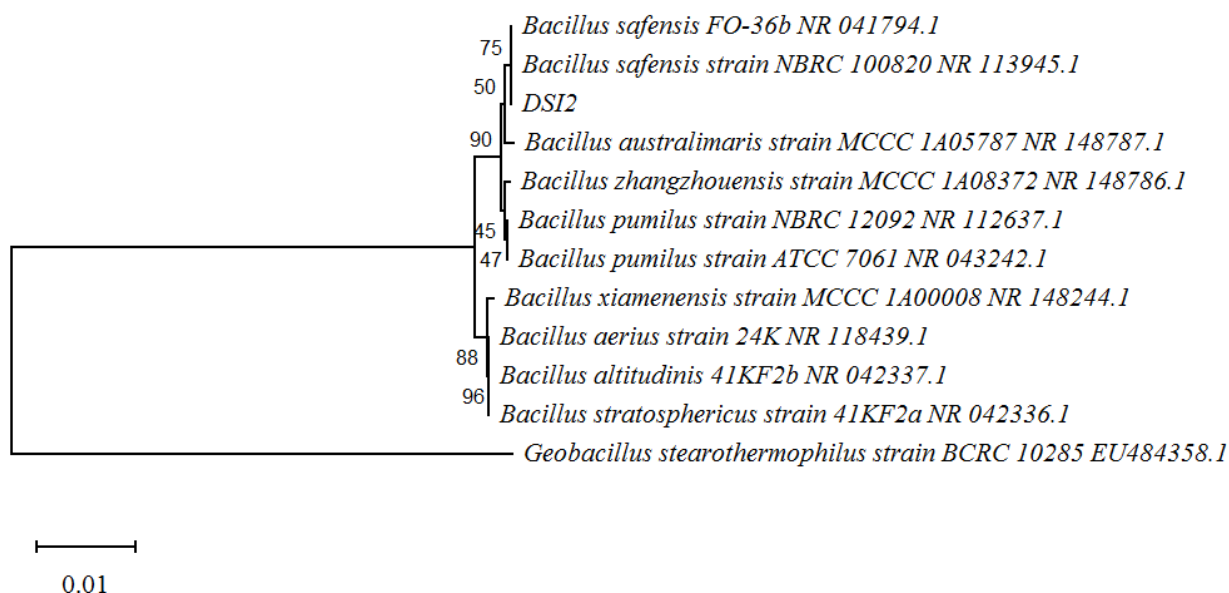 Bacillus safensis FO-36b NR 041794.1
75
Bacillus safensis strain NBRC 100820 NR 113945.1
50
DSI2
90
Bacillus australimaris strain MCCC 1A05787 NR 148787.1
Bacillus zhangzhouensis strain MCCC 1A08372 NR 148786.1
Bacillus pumilus strain NBRC 12092 NR 112637.1
45
Bacillus pumilus strain ATCC 7061 NR 043242.1
47
Bacillus xiamenensis strain MCCC 1A00008 NR 148244.1
Bacillus aerius strain 24K NR 118439.1
88
Bacillus altitudinis 41KF2b NR 042337.1
96
Bacillus stratosphericus strain 41KF2a NR 042336.1
Geobacillus stearothermophilus strain BCRC 10285 EU484358.1
0.01